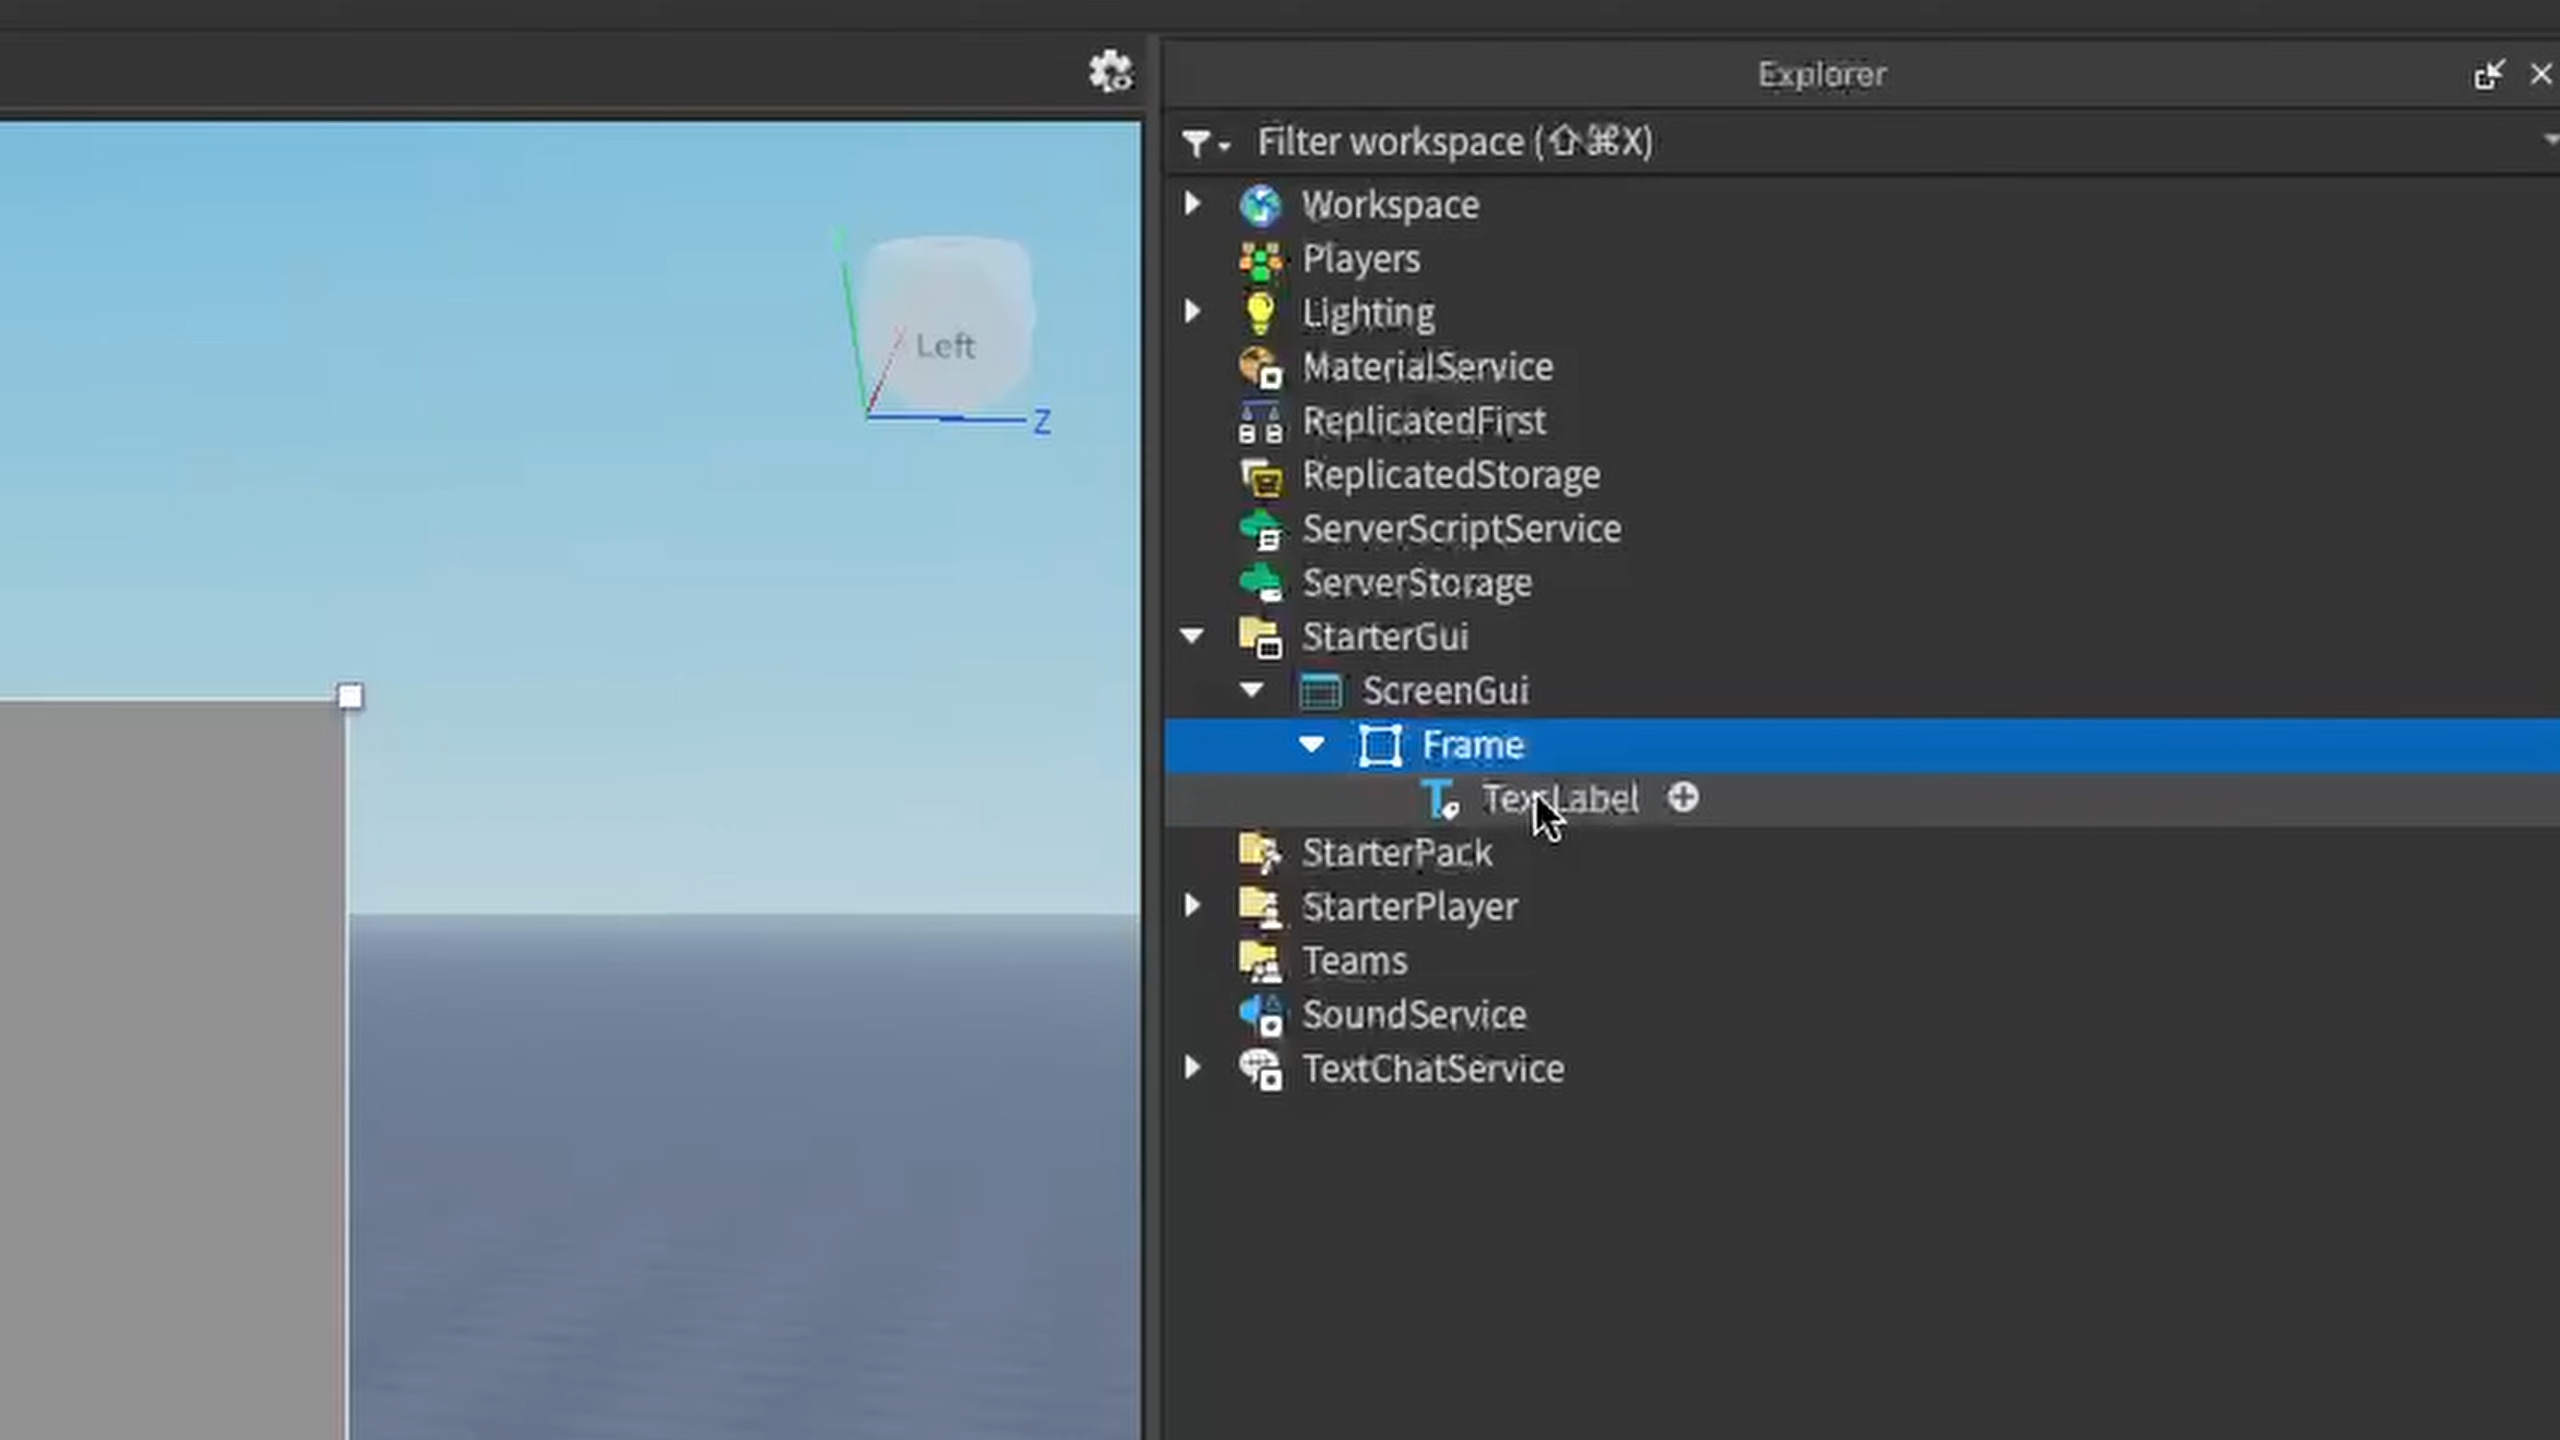 Explorer
Filter workspace (⇧⌘X)
Workspace
Players
Lighting
MaterialService
ReplicatedFirst
ReplicatedStorage
ServerScriptService
ServerStorage
StarterGui
ScreenGui
Frame
TextLabel
StarterPack
StarterPlayer
Teams
SoundService
TextChatService
Y
X
Left
Z